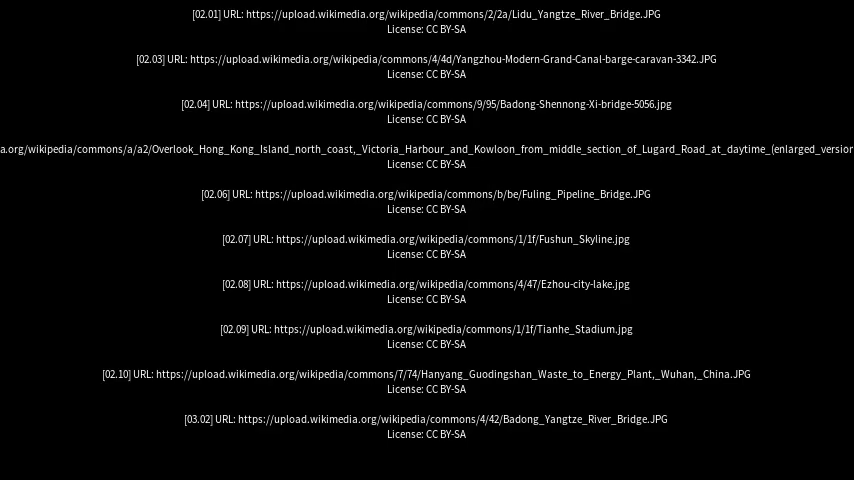 [02.01] URL: https://upload.wikimedia.org/wikipedia/commons/2/2a/Lidu_Yangtze_River_Bridge.JPG
License: CC BY-SA
[02.03] URL: https://upload.wikimedia.org/wikipedia/commons/4/4d/Yangzhou-Modern-Grand-Canal-barge-caravan-3342.JPG
License: CC BY-SA
[02.04] URL: https://upload.wikimedia.org/wikipedia/commons/9/95/Badong-Shennong-Xi-bridge-5056.jpg
License: CC BY-SA
a.org/wikipedia/commons/a/a2/Overlook_Hong_Kong_Island_north_coast,_Victoria_Harbour_and_Kowloon_from_middle_section_of_Lugard_Road_at_daytime_(enlarged_version
License: CC BY-SA
[02.06] URL: https://upload.wikimedia.org/wikipedia/commons/b/be/Fuling_Pipeline_Bridge.JPG
License: CC BY-SA
[02.07] URL: https://upload.wikimedia.org/wikipedia/commons/1/1f/Fushun_Skyline.jpg
License: CC BY-SA
[02.08] URL: https://upload.wikimedia.org/wikipedia/commons/4/47/Ezhou-city-lake.jpg
License: CC BY-SA
[02.09] URL: https://upload.wikimedia.org/wikipedia/commons/1/1f/Tianhe_Stadium.jpg
License: CC BY-SA
[02.10] URL: https://upload.wikimedia.org/wikipedia/commons/7/74/Hanyang_Guodingshan_Waste_to_Energy_Plant,_Wuhan,_China.JPG
License: CC BY-SA
[03.02] URL: https://upload.wikimedia.org/wikipedia/commons/4/42/Badong_Yangtze_River_Bridge.JPG
License: CC BY-SA